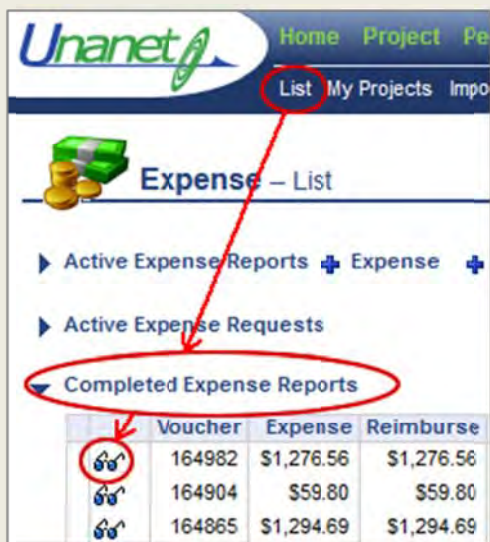 Unanet
Home Project Pe
List My Projects Impo
Expense – List
Active Expense Reports Expense
Active Expense Requests
Completed Expense Reports
Voucher Expense Reimburse
164982 $1,276.56 $1,276.56
164904 $59.80 $59.80
164865 $1,294.69 $1,294.69